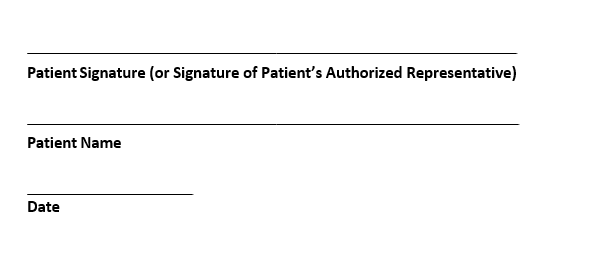 Patient Signature (or Signature of Patient’s Authorized Representative)
Patient Name
Date